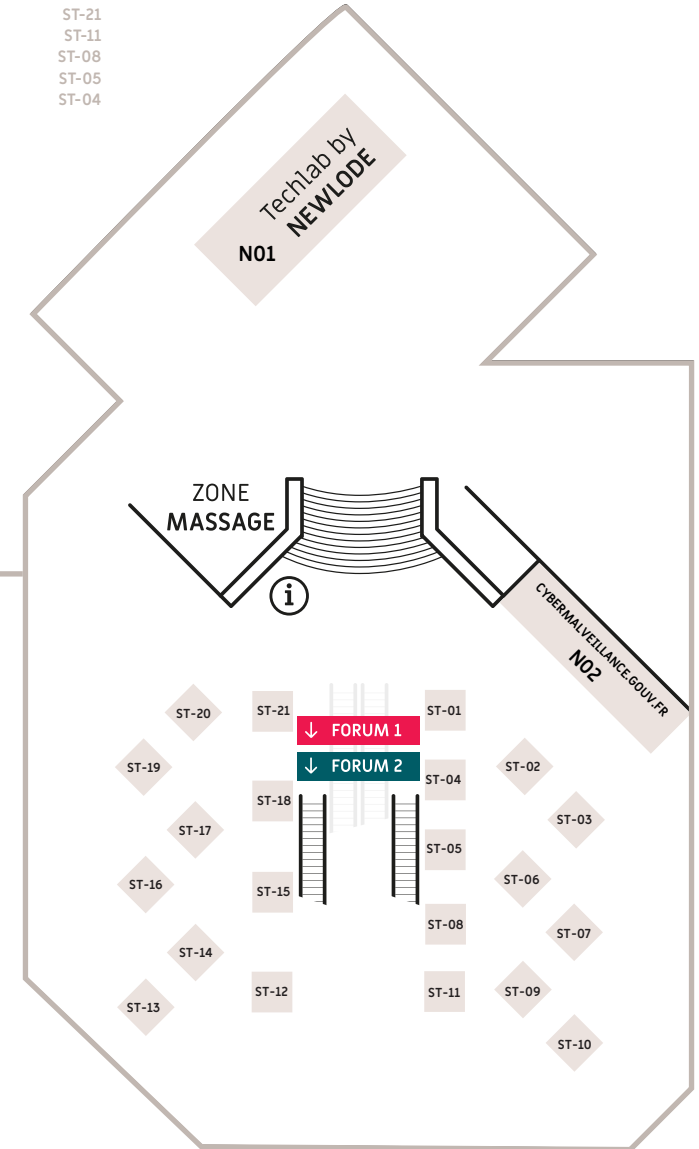 ST-21
ST-11
ST-08
ST-05
ST-04
Techlab by
NEWLODE
N01
ZONE
MASSAGE
i
CYBERMALVEILLANCE.GOUV.FR
N02
ST-20
ST-21
ST-01
↓ FORUM 1
↓ FORUM 2
ST-19
ST-04
ST-02
ST-18
ST-03
ST-17
ST-05
ST-16
ST-15
ST-06
ST-08
ST-07
ST-14
ST-12
ST-11
ST-09
ST-13
ST-10